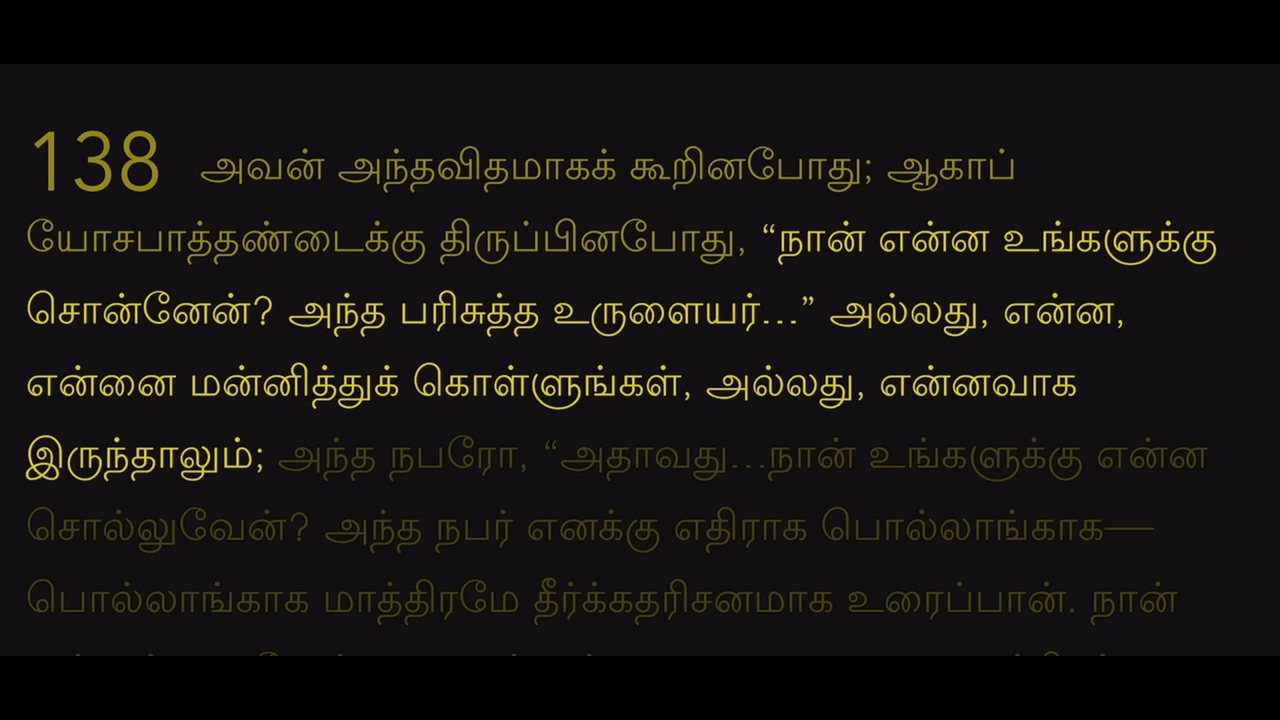 138 அவன் அந்தவிதமாகக் கூறினபோது; ஆகாப்
யோசபாத்தண்டைக்கு திருப்பினபோது, “நான் என்ன உங்களுக்கு
சொன்னேன்? அந்த பரிசுத்த உருளையர்...” அல்லது, என்ன,
என்னை மன்னித்துக் கொள்ளுங்கள், அல்லது, என்னவாக
இருந்தாலும்; அந்த நபரோ, “அதாவது...நான் உங்களுக்கு என்ன
சொல்லுவேன்? அந்த நபர் எனக்கு எதிராக பொல்லாங்காக—
பொல்லாங்காக மாத்திரமே தீர்க்கதரிசனமாக உரைப்பான். நான்